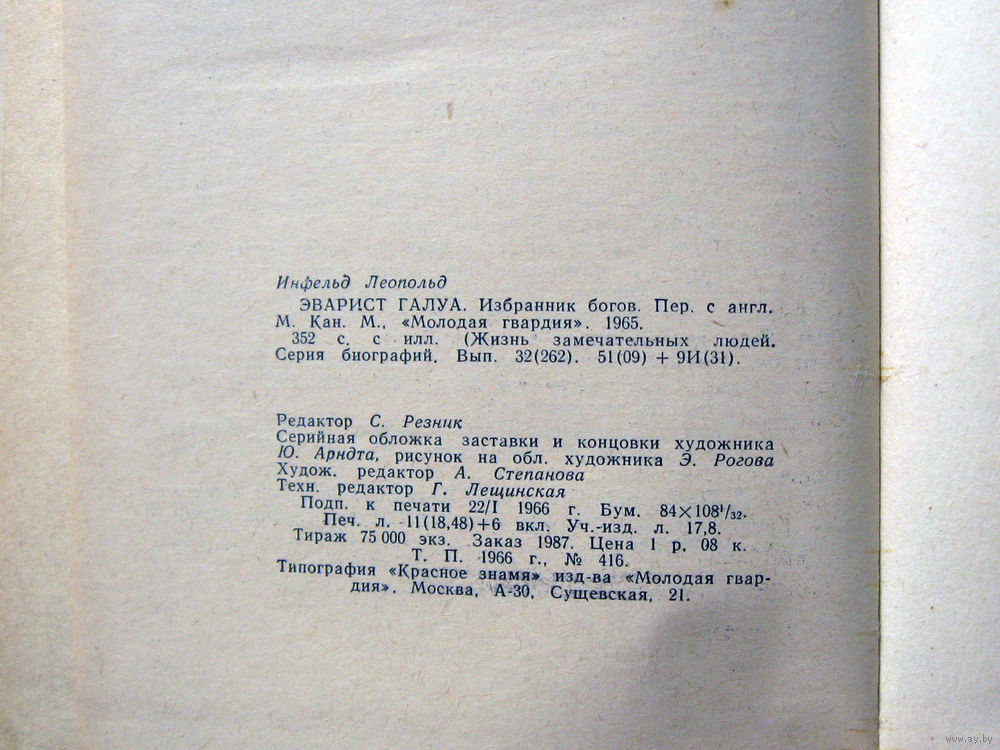 Инфельд Леопольд
ЭВАРИСТ ГАЛУА. Избранник богов. Пер. с англ.
М. Кан. М., «Молодая гвардия». 1965.
352 с. с илл. (Жизнь замечательных людей.
Серия биографий. Вып. 32(262). 51(09) + 9И(31).
Редактор С. Резник
Серийная обложка заставки и концовки художника
Ю. Арндта, рисунок на обл. художника Э. Рогова
Худож. редактор А. Степанова
Техн. редактор Г. Лещинская
Подп. к печати 22/I 1966 г. Бум. 84×108¹/₃₂.
Печ. л. 11(18,48)+6 вкл. Уч.-изд. л. 17,8.
Тираж 75 000 экз. Заказ 1987. Цена 1 р. 08 к.
Т. П. 1966 г., № 416.
Типография «Красное знамя» изд-ва «Молодая гвар-
дия». Москва, А-30, Сущевская, 21.
www.ay.by